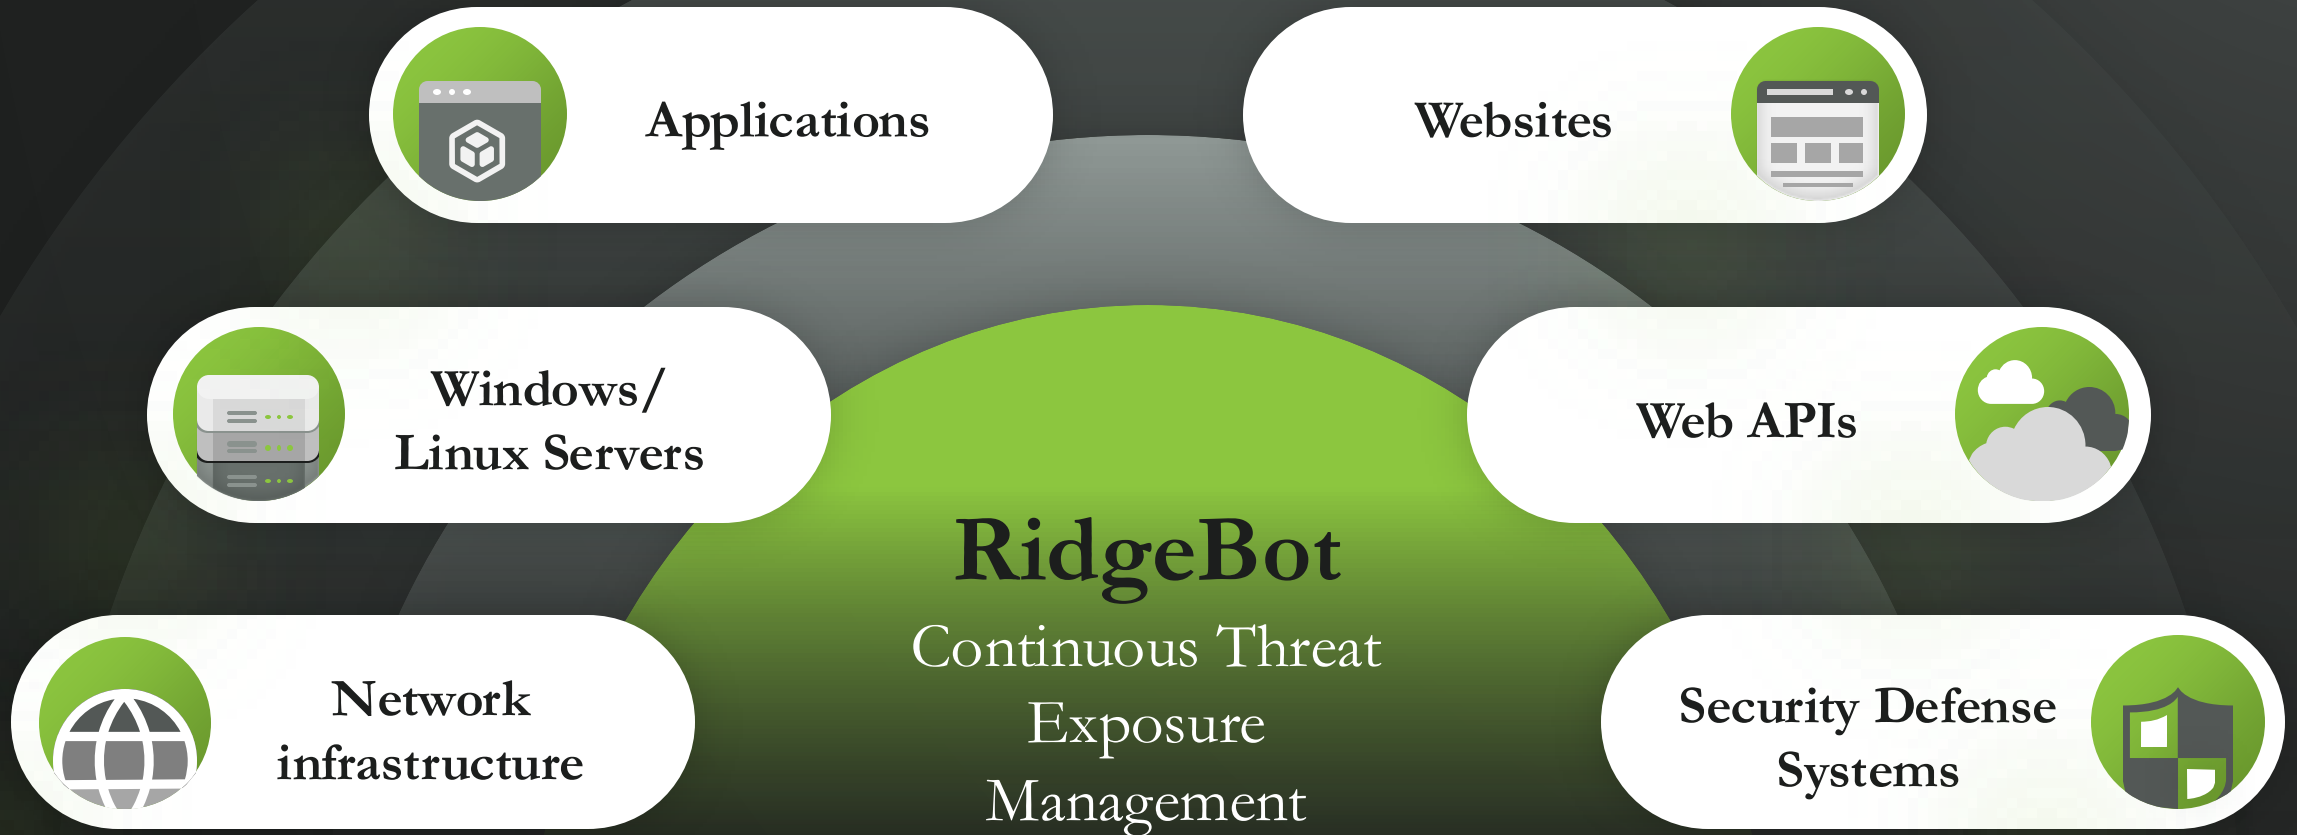 Applications
Websites
Windows/
Linux Servers
Web APIs
RidgeBot
Continuous Threat
Exposure
Management
Network
infrastructure
Security Defense
Systems